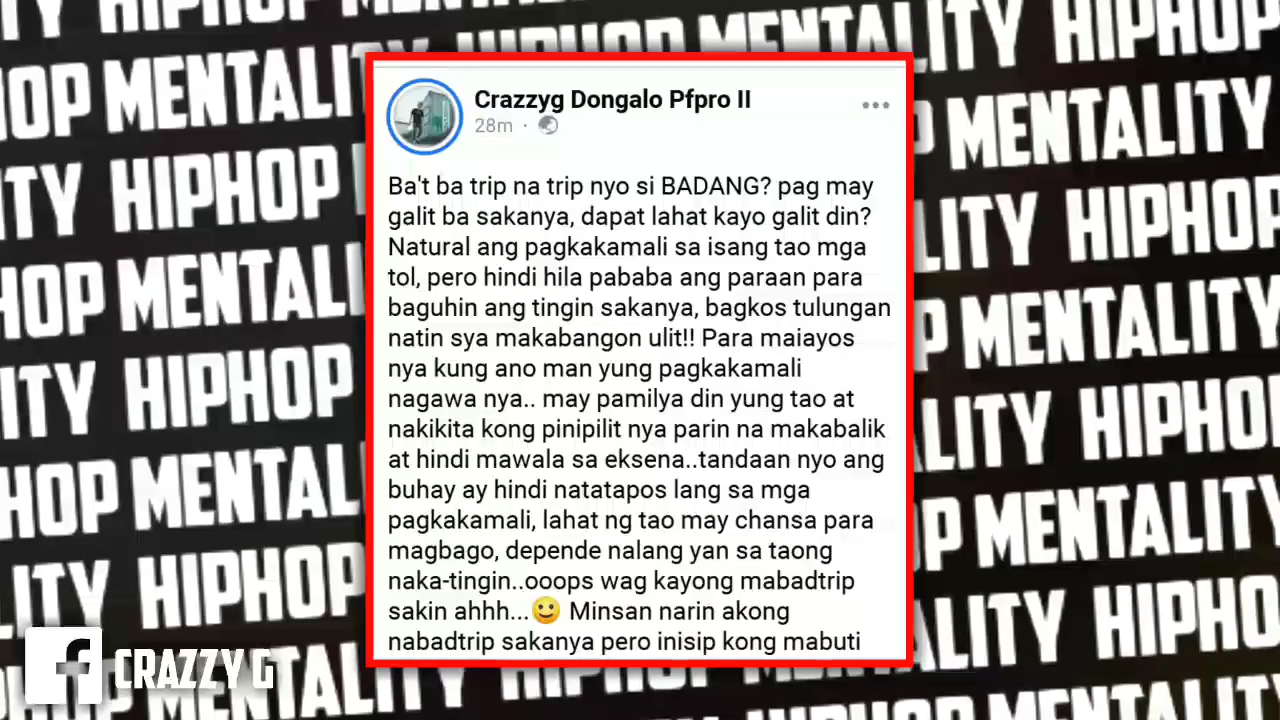 HIPHOP MENTALITY HIPHOP MENTALITY
Crazzyg Dongalo Pfpro II
28m ·
Ba't ba trip na trip nyo si BADANG? pag may
galit ba sakanya, dapat lahat kayo galit din?
Natural ang pagkakamali sa isang tao mga
tol, pero hindi hila pababa ang paraan para
baguhin ang tingin sakanya, bagkos tulungan
natin sya makabangon ulit!! Para maiayos
nya kung ano man yung pagkakamali
nagawa nya.. may pamilya din yung tao at
nakikita kong pinipilit nya parin na makabalik
at hindi mawala sa eksena..tandaan nyo ang
buhay ay hindi natatapos lang sa mga
pagkakamali, lahat ng tao may chansa para
magbago, depende nalang yan sa taong
naka-tingin..ooops wag kayong mabadtrip
sakin ahhh...🙂 Minsan narin akong
nabadtrip sakanya pero inisip kong mabuti
CRAZZY G